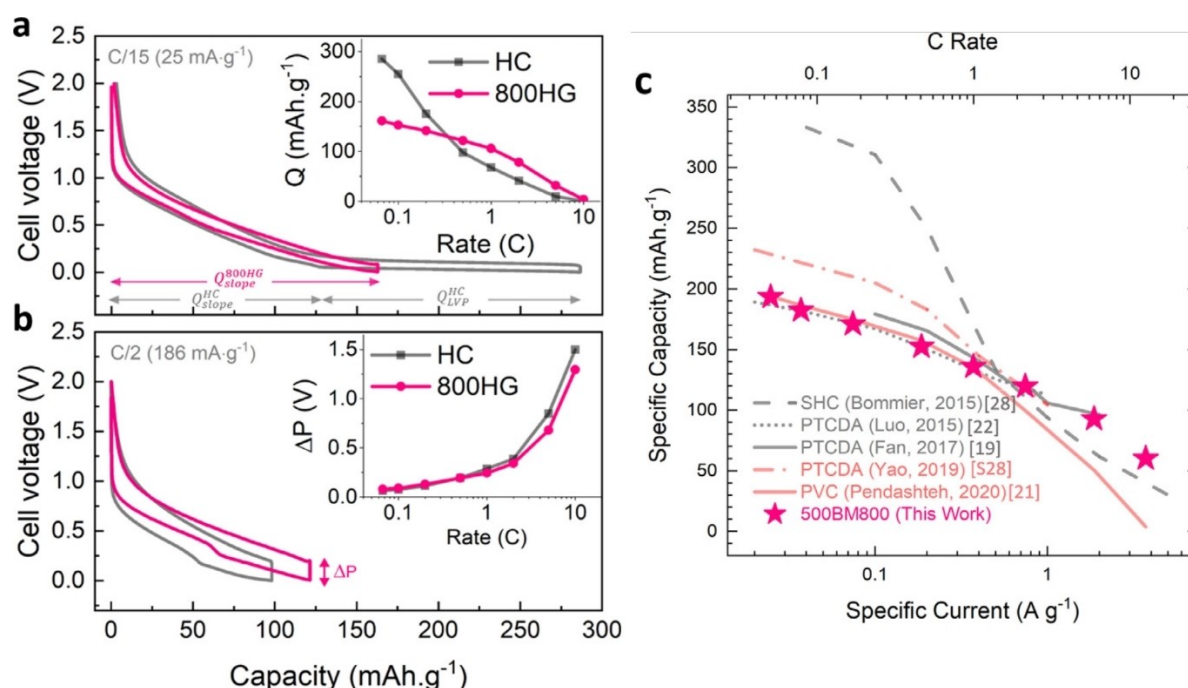 a
C/15 (25 mA·g⁻¹)
Cell voltage (V)
2.5
2.0
1.5
1.0
0.5
0.0
Q (mAh.g⁻¹)
300
200
100
0
HC
800HG
0.1 1 10
Rate (C)
Q^800HG_slope
Q^HC_slope
Q^HC_LVP
b
C/2 (186 mA·g⁻¹)
Cell voltage (V)
2.5
2.0
1.5
1.0
0.5
0.0
ΔP (V)
1.5
1.0
0.5
0.0
HC
800HG
0.1 1 10
Rate (C)
ΔP
0 50 100 150 200 250 300
Capacity (mAh.g⁻¹)
c
C Rate
0.1 1 10
Specific Capacity (mAh.g⁻¹)
350
300
250
200
150
100
50
0
SHC (Bommier, 2015)[28]
PTCDA (Luo, 2015) [22]
PTCDA (Fan, 2017) [19]
PTCDA (Yao, 2019) [S28]
PVC (Pendashteh, 2020)[21]
500BM800 (This Work)
0.1 1
Specific Current (A g⁻¹)